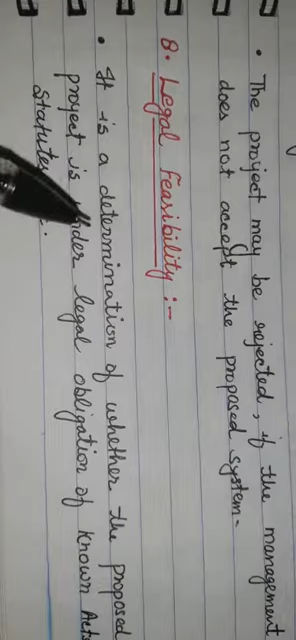 • The project may be rejected, if the management
does not accept the proposed system.
8. Legal Feasibility :-
• It is a determination of whether the proposed
project is under legal obligation of known Acts
Statutes